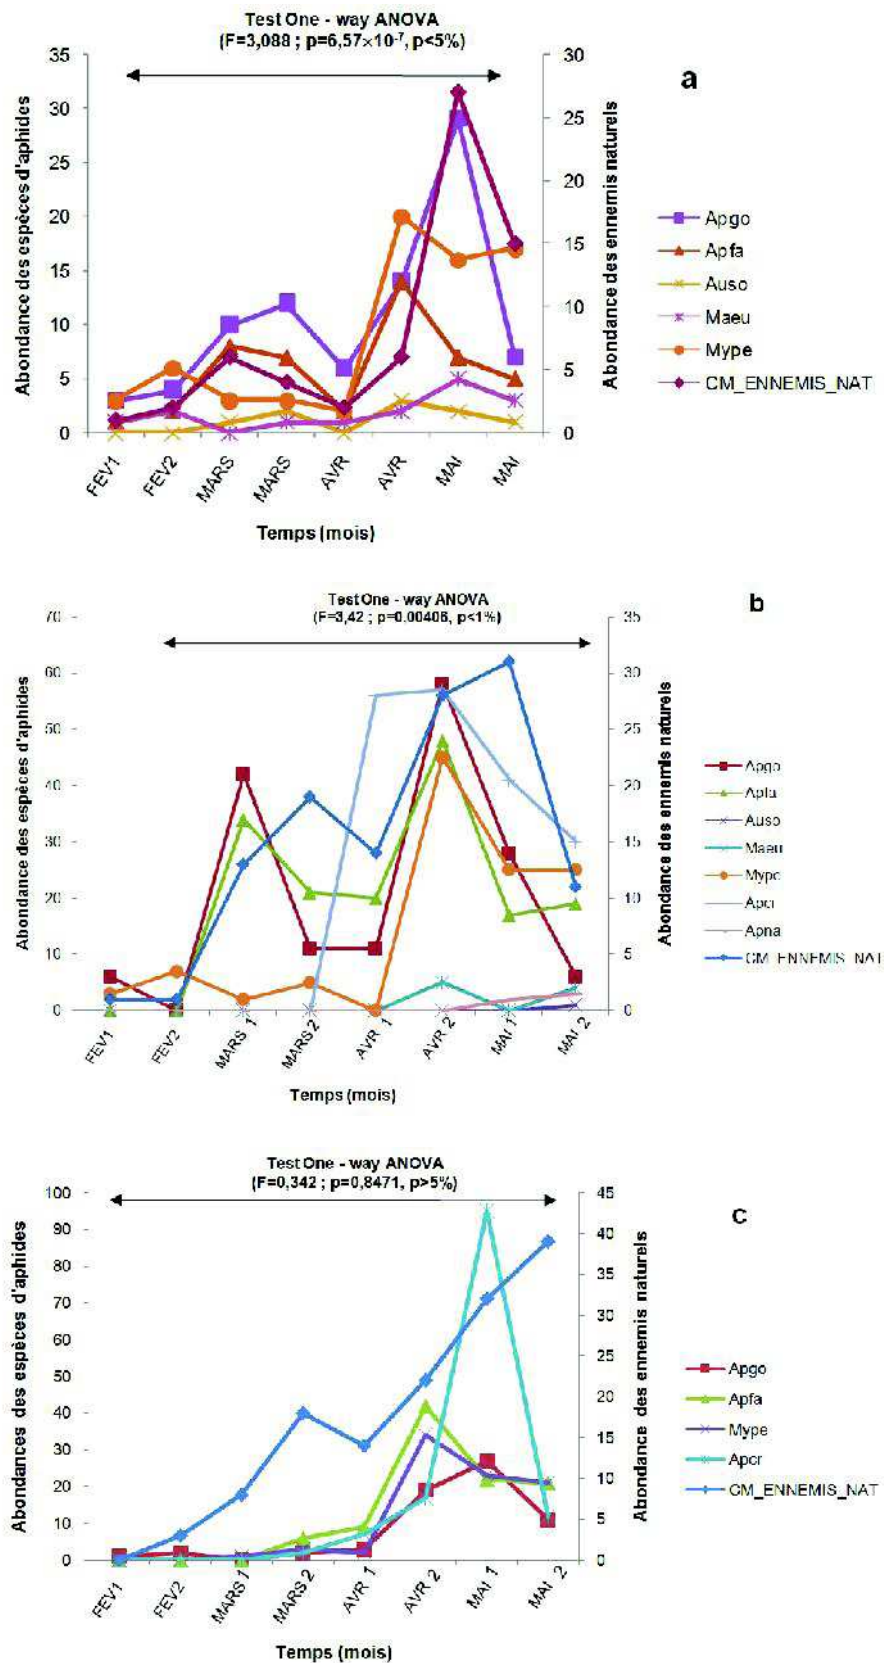 Test One - way ANOVA
(F=3,088 ; p=6,57×10-7, p<5%)
a
Abondance des espèces d'aphides
35
30
25
20
15
10
5
0
30
25
20
15
10
5
0
Abondance des ennemis naturels
FEV1
FEV2
MARS
MARS
AVR
AVR
MAI
MAI
Temps (mois)
Apgo
Apfa
Auso
Maeu
Mype
CM_ENNEMIS_NAT
Test One - way ANOVA
(F=3,42 ; p=0,00406, p<1%)
b
Abondance des espèces d'aphides
70
60
50
40
30
20
10
0
35
30
25
20
15
10
5
0
Abondance des ennemis naturels
FEV1
FEV2
MARS 1
MARS 2
AVR 1
AVR 2
MAI 1
MAI 2
Temps (mois)
Apgo
Apfa
Auso
Maeu
Mype
Apcr
Apna
CM_ENNEMIS_NAT
Test One - way ANOVA
(F=0,342 ; p=0,8471, p>5%)
c
Abondances des espèces d'aphides
100
90
80
70
60
50
40
30
20
10
0
45
40
35
30
25
20
15
10
5
0
Abondance des ennemis naturels
FEV1
FEV2
MARS 1
MARS 2
AVR 1
AVR 2
MAI 1
MAI 2
Temps (mois)
Apgo
Apfa
Mype
Apcr
CM_ENNEMIS_NAT